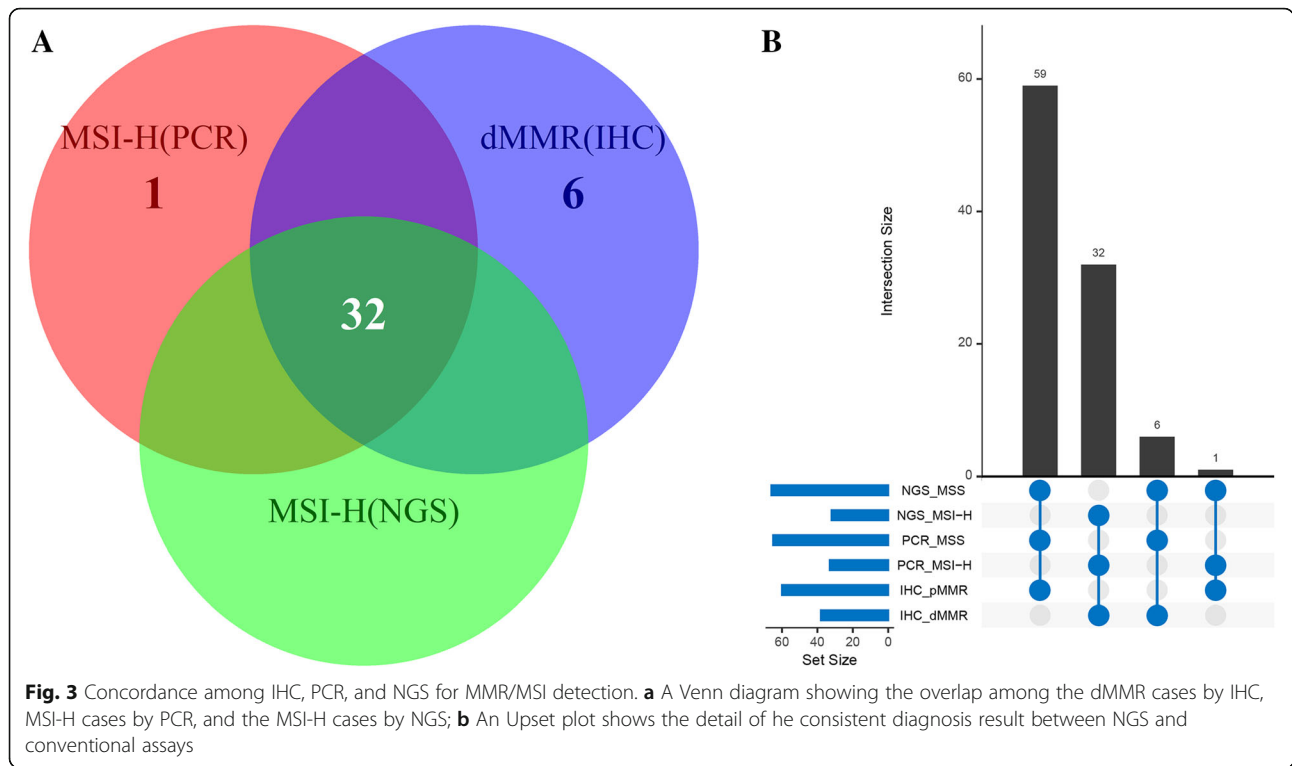 A
MSI-H(PCR)
1
dMMR(IHC)
6
32
MSI-H(NGS)
B
Intersection Size
60
40
20
0
59
32
6
1
NGS_MSS
NGS_MSI-H
PCR_MSS
PCR_MSI-H
IHC_pMMR
IHC_dMMR
60 40 20 0
Set Size
Fig. 3 Concordance among IHC, PCR, and NGS for MMR/MSI detection. a A Venn diagram showing the overlap among the dMMR cases by IHC,
MSI-H cases by PCR, and the MSI-H cases by NGS; b An Upset plot shows the detail of he consistent diagnosis result between NGS and
conventional assays